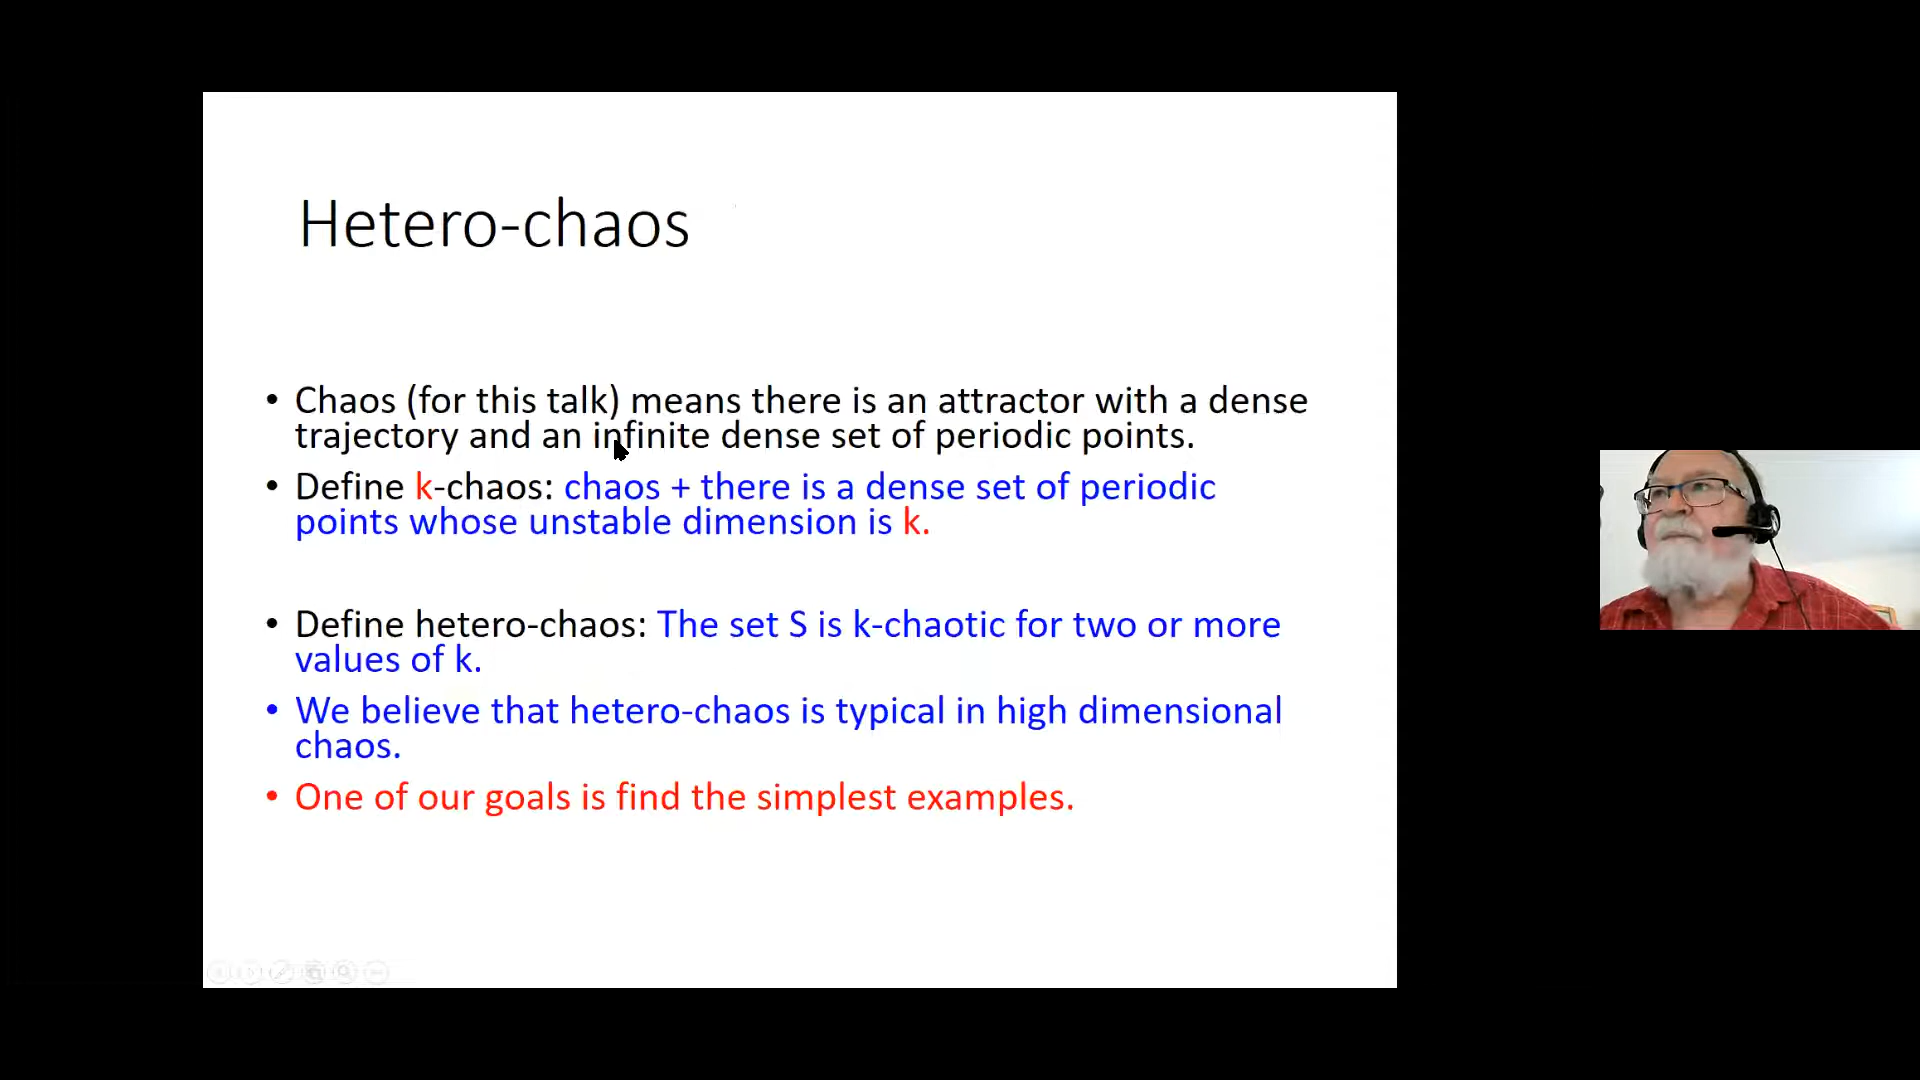 Hetero-chaos
• Chaos (for this talk) means there is an attractor with a dense
trajectory and an infinite dense set of periodic points.
• Define k-chaos: chaos + there is a dense set of periodic
points whose unstable dimension is k.
• Define hetero-chaos: The set S is k-chaotic for two or more
values of k.
• We believe that hetero-chaos is typical in high dimensional
chaos.
• One of our goals is find the simplest examples.